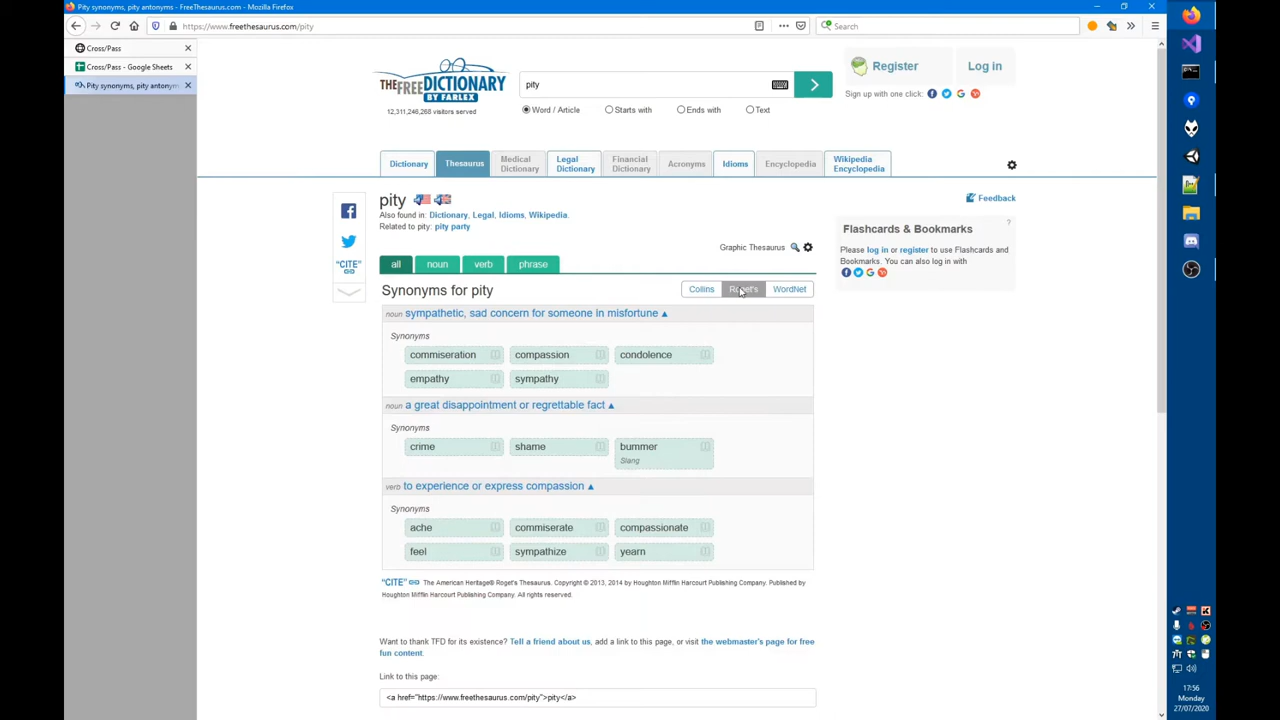 Pity synonyms, pity antonyms - FreeThesaurus.com - Mozilla Firefox
https://www.freethesaurus.com/pity
Search
Cross/Pass
Cross/Pass - Google Sheets
Pity synonyms, pity antonym
THE FREE DICTIONARY
BY FARLEX
12,311,246,268 visitors served
pity
Word / Article
Starts with
Ends with
Text
Register
Log in
Sign up with one click:
Dictionary
Thesaurus
Medical
Dictionary
Legal
Dictionary
Financial
Dictionary
Acronyms
Idioms
Encyclopedia
Wikipedia
Encyclopedia
pity
Also found in: Dictionary, Legal, Idioms, Wikipedia.
Related to pity: pity party
Feedback
"CITE"
Graphic Thesaurus
all
noun
verb
phrase
Flashcards & Bookmarks ?
Please log in or register to use Flashcards and
Bookmarks. You can also log in with
Synonyms for pity
Collins
Roget's
WordNet
noun sympathetic, sad concern for someone in misfortune
Synonyms
commiseration compassion condolence
empathy sympathy
noun a great disappointment or regrettable fact
Synonyms
crime shame bummer
Slang
verb to experience or express compassion
Synonyms
ache commiserate compassionate
feel sympathize yearn
"CITE" The American Heritage® Roget's Thesaurus. Copyright © 2013, 2014 by Houghton Mifflin Harcourt Publishing Company. Published by
Houghton Mifflin Harcourt Publishing Company. All rights reserved.
Want to thank TFD for its existence? Tell a friend about us, add a link to this page, or visit the webmaster's page for free
fun content.
Link to this page:
<a href="https://www.freethesaurus.com/pity">pity</a>
17:56
Monday
27/07/2020